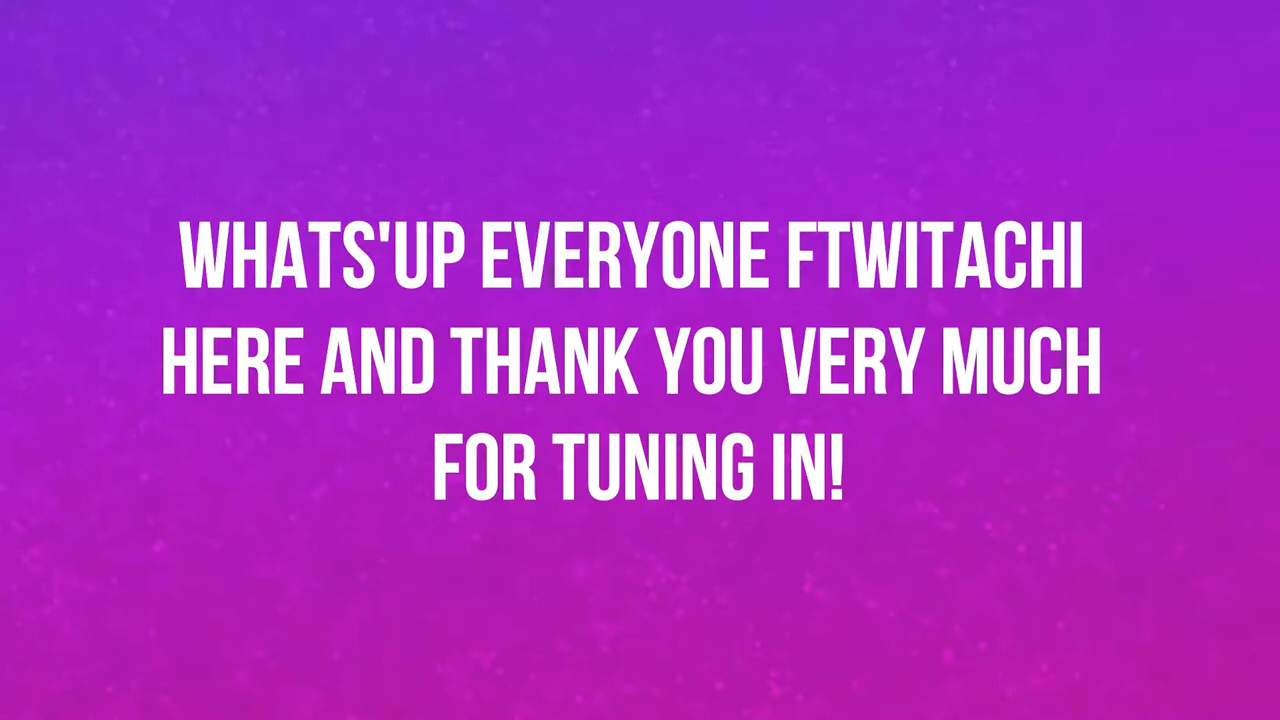 WHATS'UP EVERYONE FTWITACHI
HERE AND THANK YOU VERY MUCH
FOR TUNING IN!